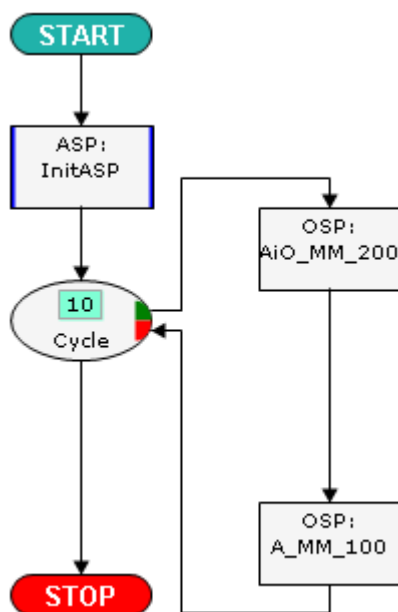 START
ASP:
InitASP
10
Cycle
OSP:
AiO_MM_200
OSP:
A_MM_100
STOP